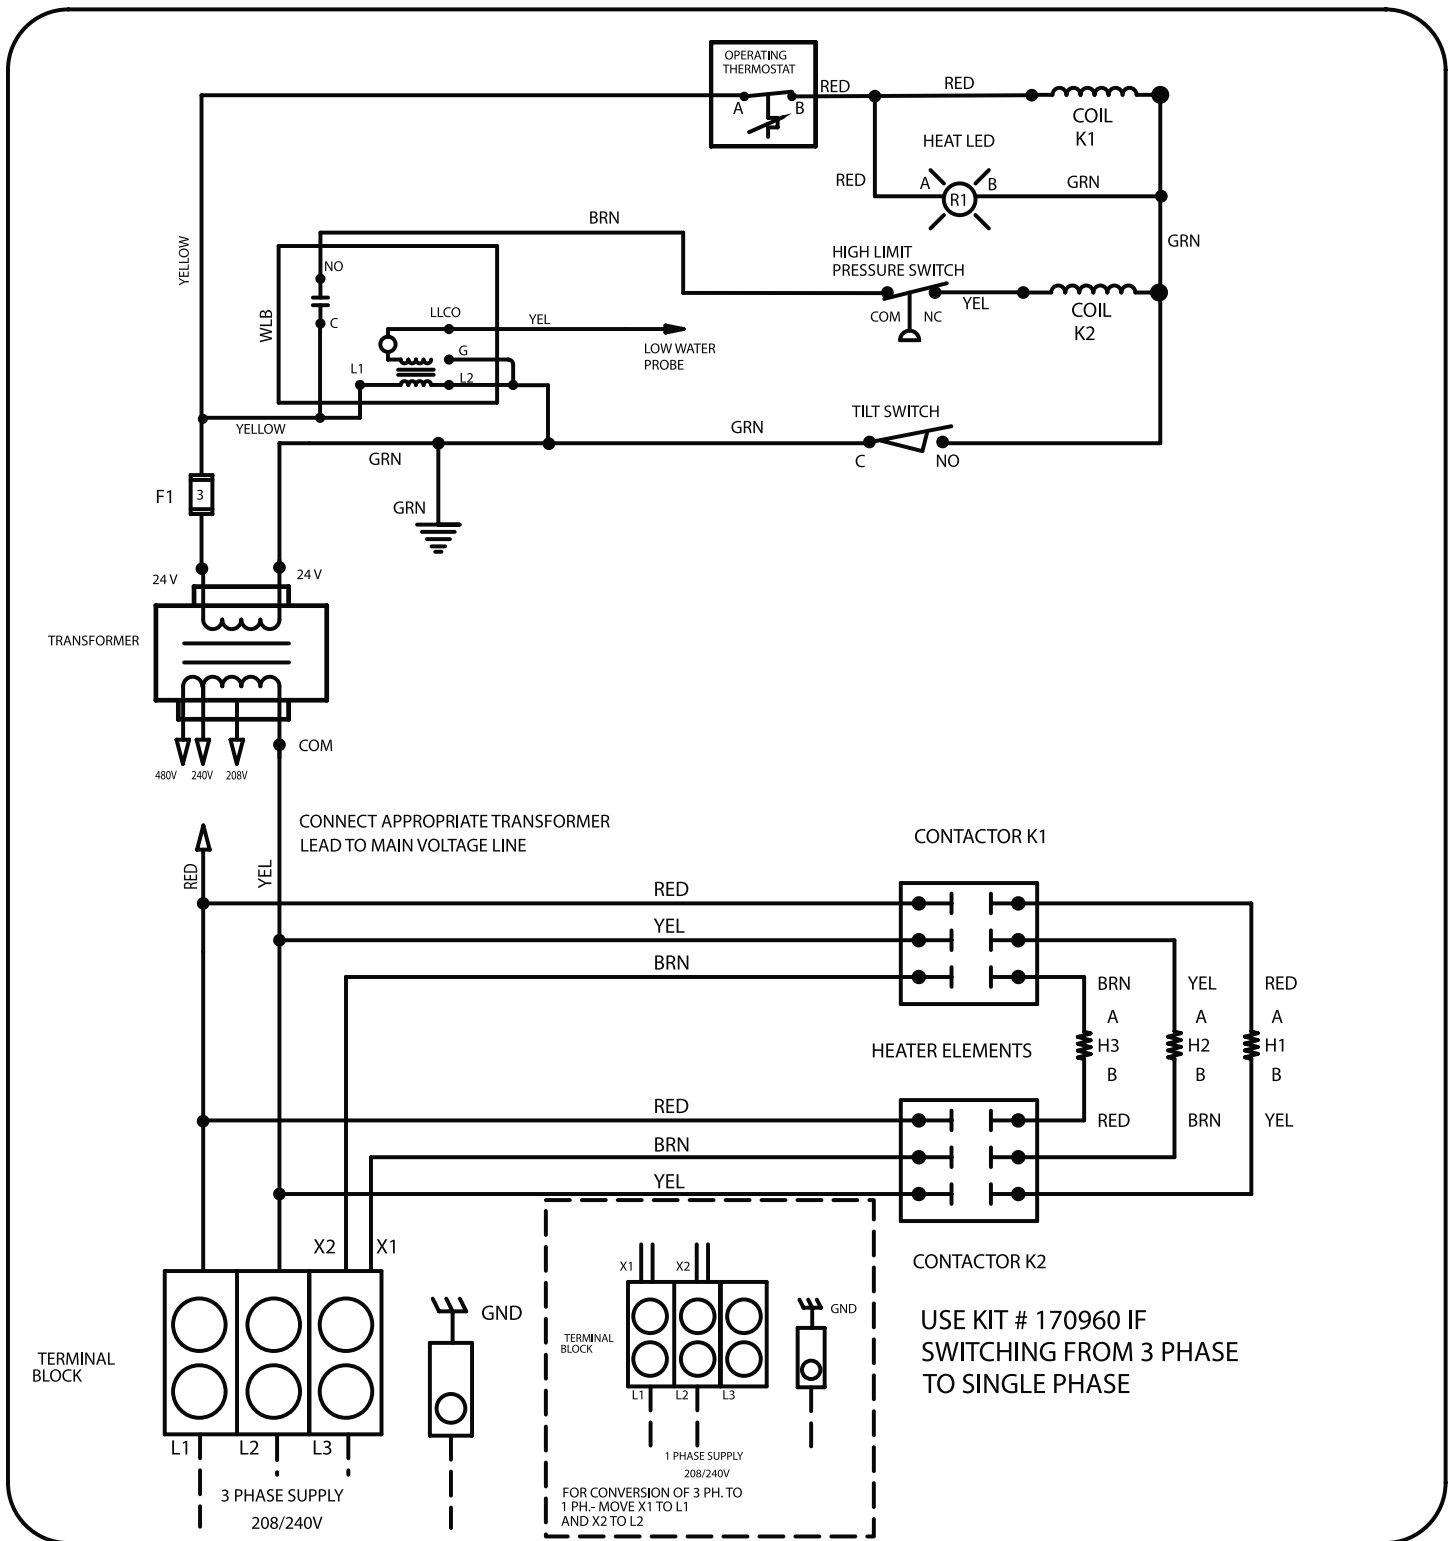 OPERATING
THERMOSTAT
A
B
RED
RED
COIL
K1
HEAT LED
RED
A
R1
B
GRN
GRN
BRN
YELLOW
HIGH LIMIT
PRESSURE SWITCH
COM
NC
YEL
COIL
K2
NO
C
WLB
LLCO
YEL
LOW WATER
PROBE
G
L1
L2
YELLOW
TILT SWITCH
GRN
C
NO
GRN
GRN
F1
3
24 V
24 V
TRANSFORMER
COM
480V
240V
208V
CONNECT APPROPRIATE TRANSFORMER
LEAD TO MAIN VOLTAGE LINE
RED
YEL
CONTACTOR K1
RED
YEL
BRN
BRN
YEL
RED
A
A
A
HEATER ELEMENTS
H3
H2
H1
B
B
B
RED
BRN
YEL
RED
BRN
YEL
X2
X1
CONTACTOR K2
TERMINAL
BLOCK
GND
L1
L2
L3
3 PHASE SUPPLY
208/240V
X1
X2
TERMINAL
BLOCK
GND
L1
L2
L3
1 PHASE SUPPLY
208/240V
FOR CONVERSION OF 3 PH. TO
1 PH.- MOVE X1 TO L1
AND X2 TO L2
USE KIT # 170960 IF
SWITCHING FROM 3 PHASE
TO SINGLE PHASE